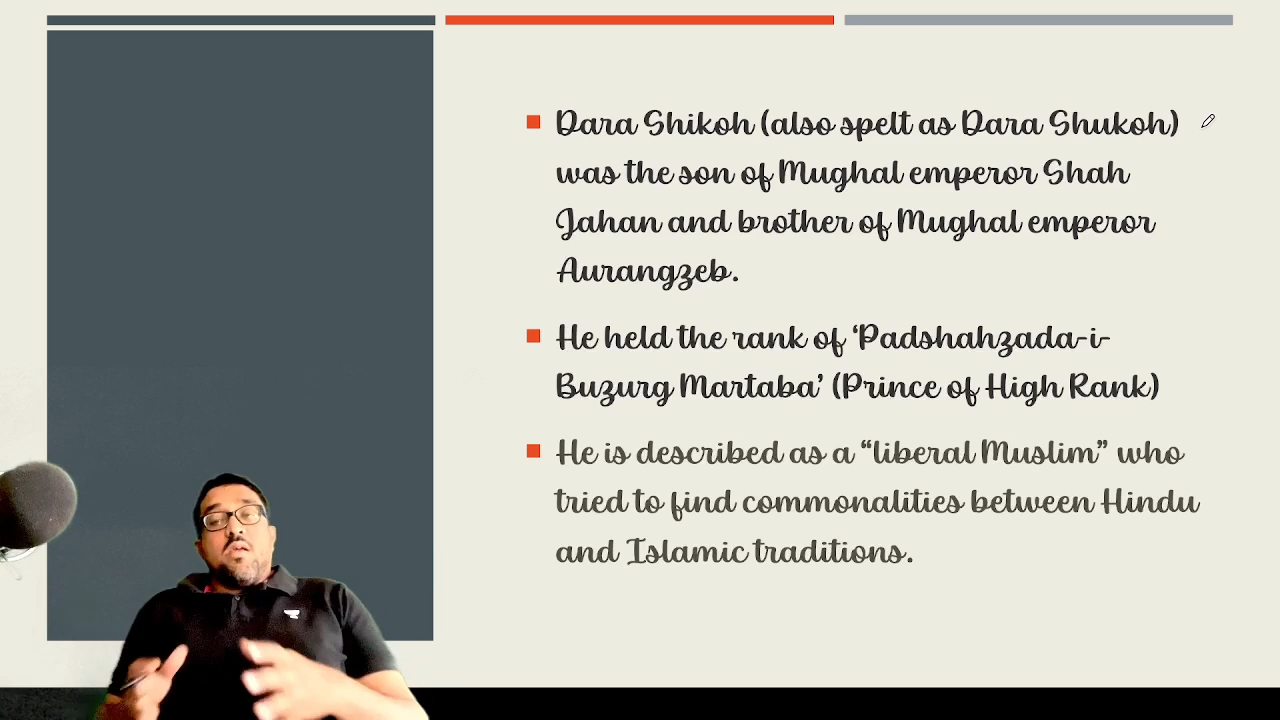 Dara Shikoh (also spelt as Dara Shukoh)
was the son of Mughal emperor Shah
Jahan and brother of Mughal emperor
Aurangzeb.
He held the rank of ‘Padshahzada-i-
Buzurg Martaba’ (Prince of High Rank)
He is described as a “liberal Muslim” who
tried to find commonalities between Hindu
and Islamic traditions.